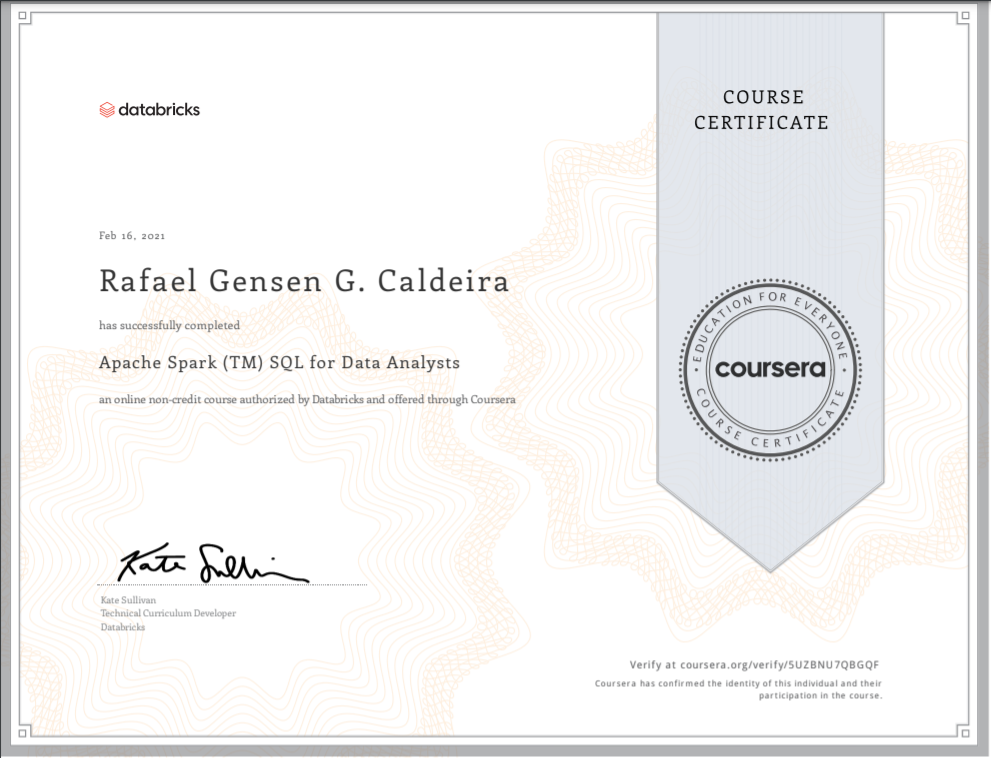 databricks
COURSE
CERTIFICATE
Feb 16, 2021
Rafael Gensen G. Caldeira
has successfully completed
Apache Spark (TM) SQL for Data Analysts
an online non-credit course authorized by Databricks and offered through Coursera
EDUCATION FOR EVERYONE
coursera
COURSE CERTIFICATE
Kate Sullivan
Kate Sullivan
Technical Curriculum Developer
Databricks
Verify at coursera.org/verify/5UZBNU7QBGQF
Coursera has confirmed the identity of this individual and their
participation in the course.